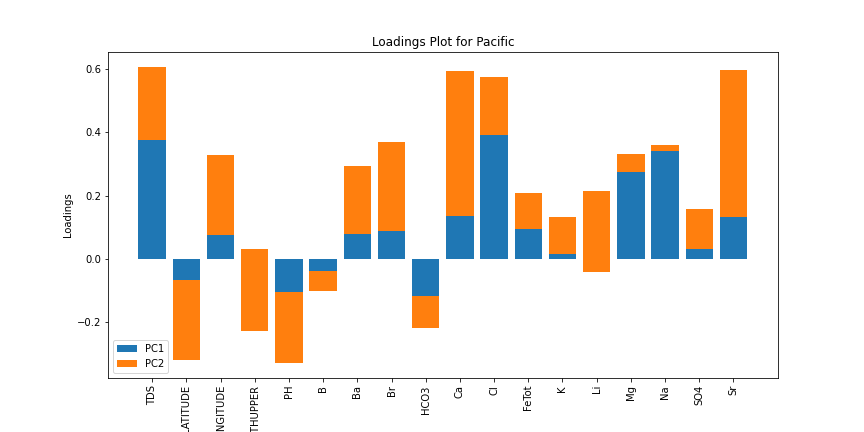 Loadings Plot for Pacific
Loadings
0.6
0.4
0.2
0.0
−0.2
PC1
PC2
TDS
LATITUDE
NGITUDE
THUPPER
PH
B
Ba
Br
HCO3
Ca
Cl
FeTot
K
Li
Mg
Na
SO4
Sr